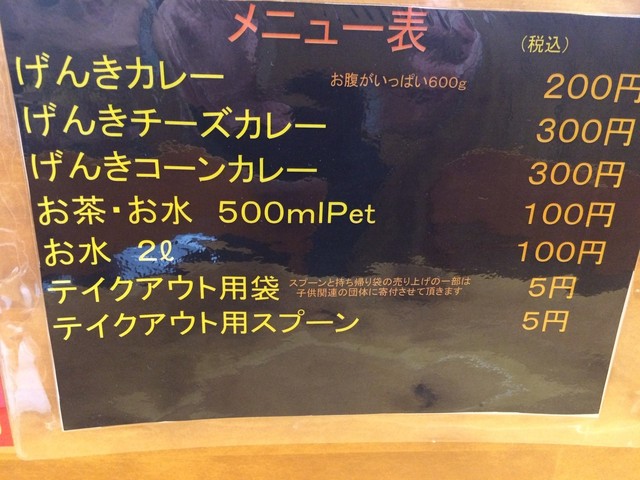 メニュー表 (税込)
げんきカレー お腹がいっぱい600g 200円
げんきチーズカレー 300円
げんきコーンカレー 300円
お茶・お水 500mlPet 100円
お水 2ℓ 100円
テイクアウト用袋 スプーンと持ち帰り袋の売り上げの一部は 5円
子供関連の団体に寄付させて頂きます
テイクアウト用スプーン 5円